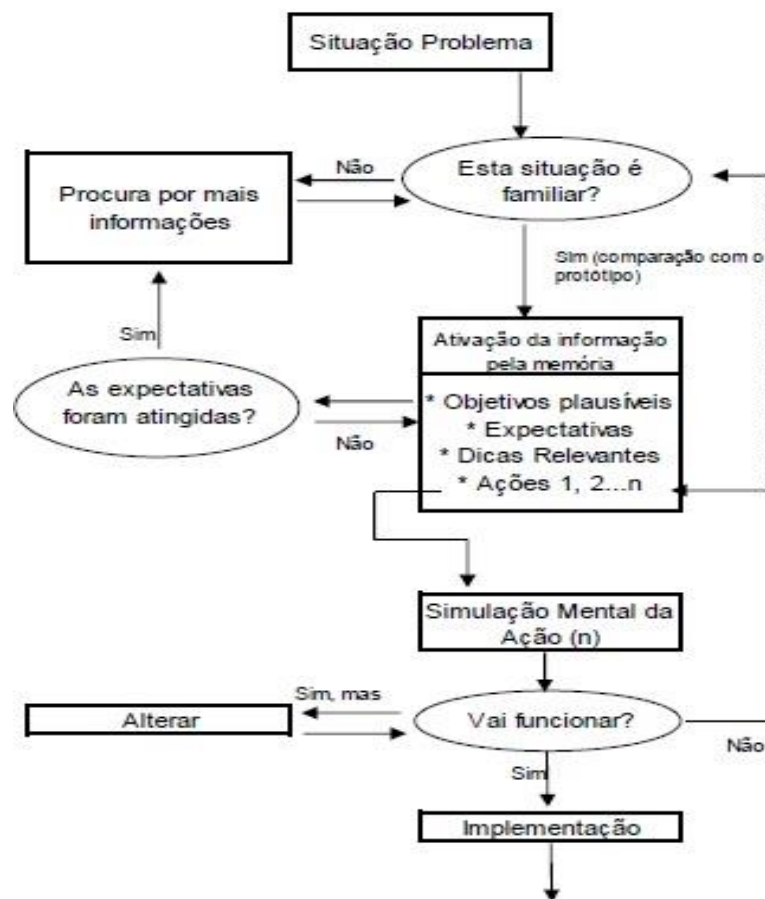 Situação Problema
Esta situação é
familiar?
Não
Procura por mais
informações
Sim (comparação com o
protótipo)
Ativação da informação
pela memória
* Objetivos plausíveis
* Expectativas
* Dicas Relevantes
* Ações 1, 2...n
Sim
As expectativas
foram atingidas?
Não
Simulação Mental da
Ação (n)
Sim, mas
Alterar
Vai funcionar?
Não
Sim
Implementação